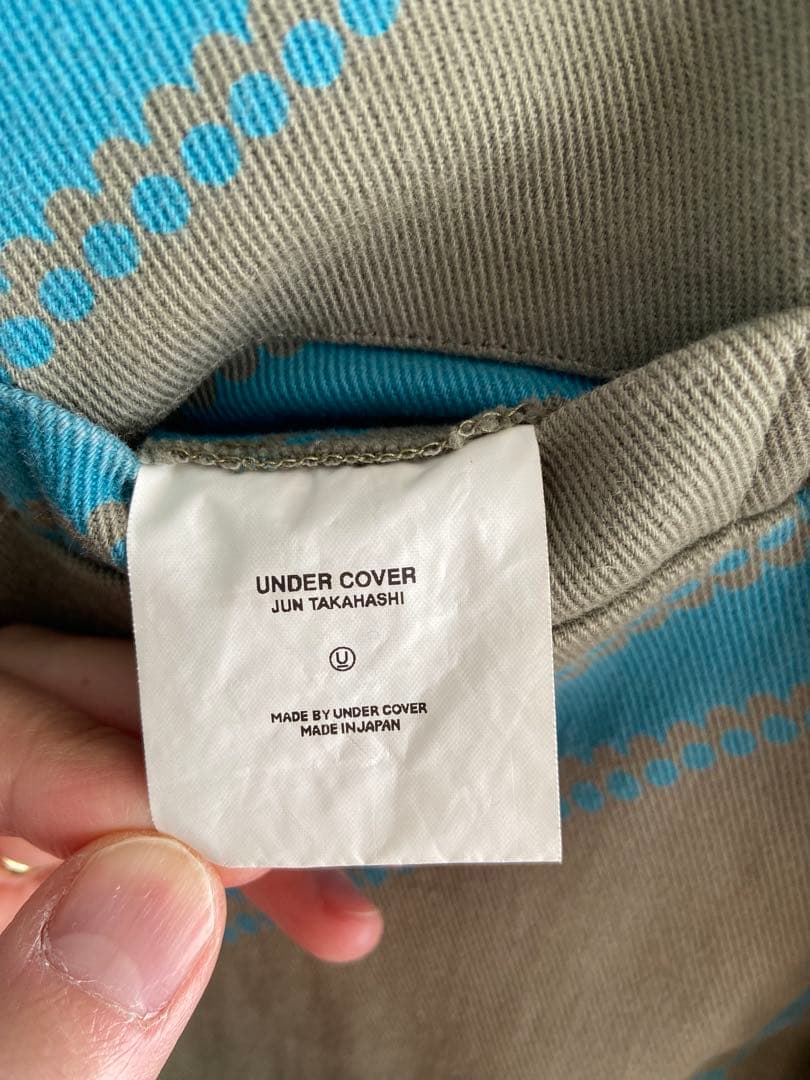 UNDER COVER
JUN TAKAHASHI
U
MADE BY UNDER COVER
MADE IN JAPAN